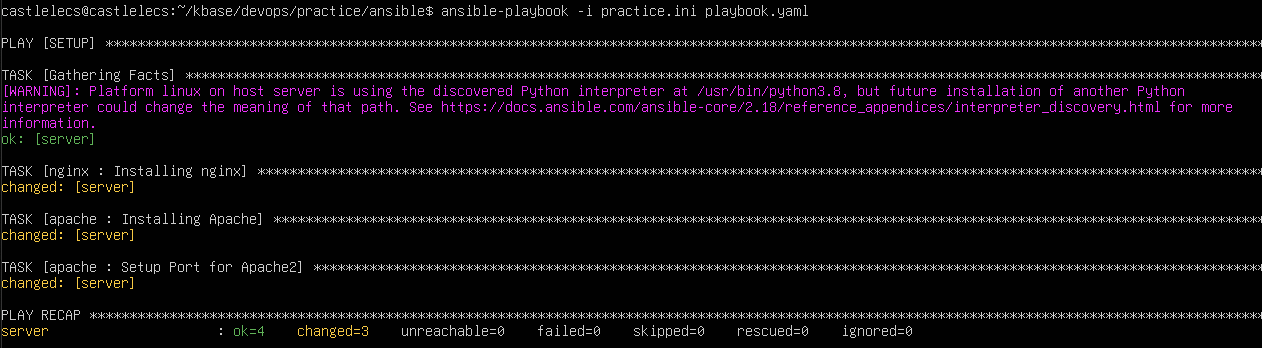 castlelecs@castlelecs:~/kbase/devops/practice/ansible$ ansible-playbook -i practice.ini playbook.yaml
PLAY [SETUP] ************************************************************************************************************************************************
TASK [Gathering Facts] **************************************************************************************************************************************
[WARNING]: Platform linux on host server is using the discovered Python interpreter at /usr/bin/python3.8, but future installation of another Python
interpreter could change the meaning of that path. See https://docs.ansible.com/ansible-core/2.18/reference_appendices/interpreter_discovery.html for more
information.
ok: [server]
TASK [nginx : Installing nginx] *****************************************************************************************************************************
changed: [server]
TASK [apache : Installing Apache] ***************************************************************************************************************************
changed: [server]
TASK [apache : Setup Port for Apache2] **********************************************************************************************************************
changed: [server]
PLAY RECAP **************************************************************************************************************************************************
server                     : ok=4    changed=3    unreachable=0    failed=0    skipped=0    rescued=0    ignored=0